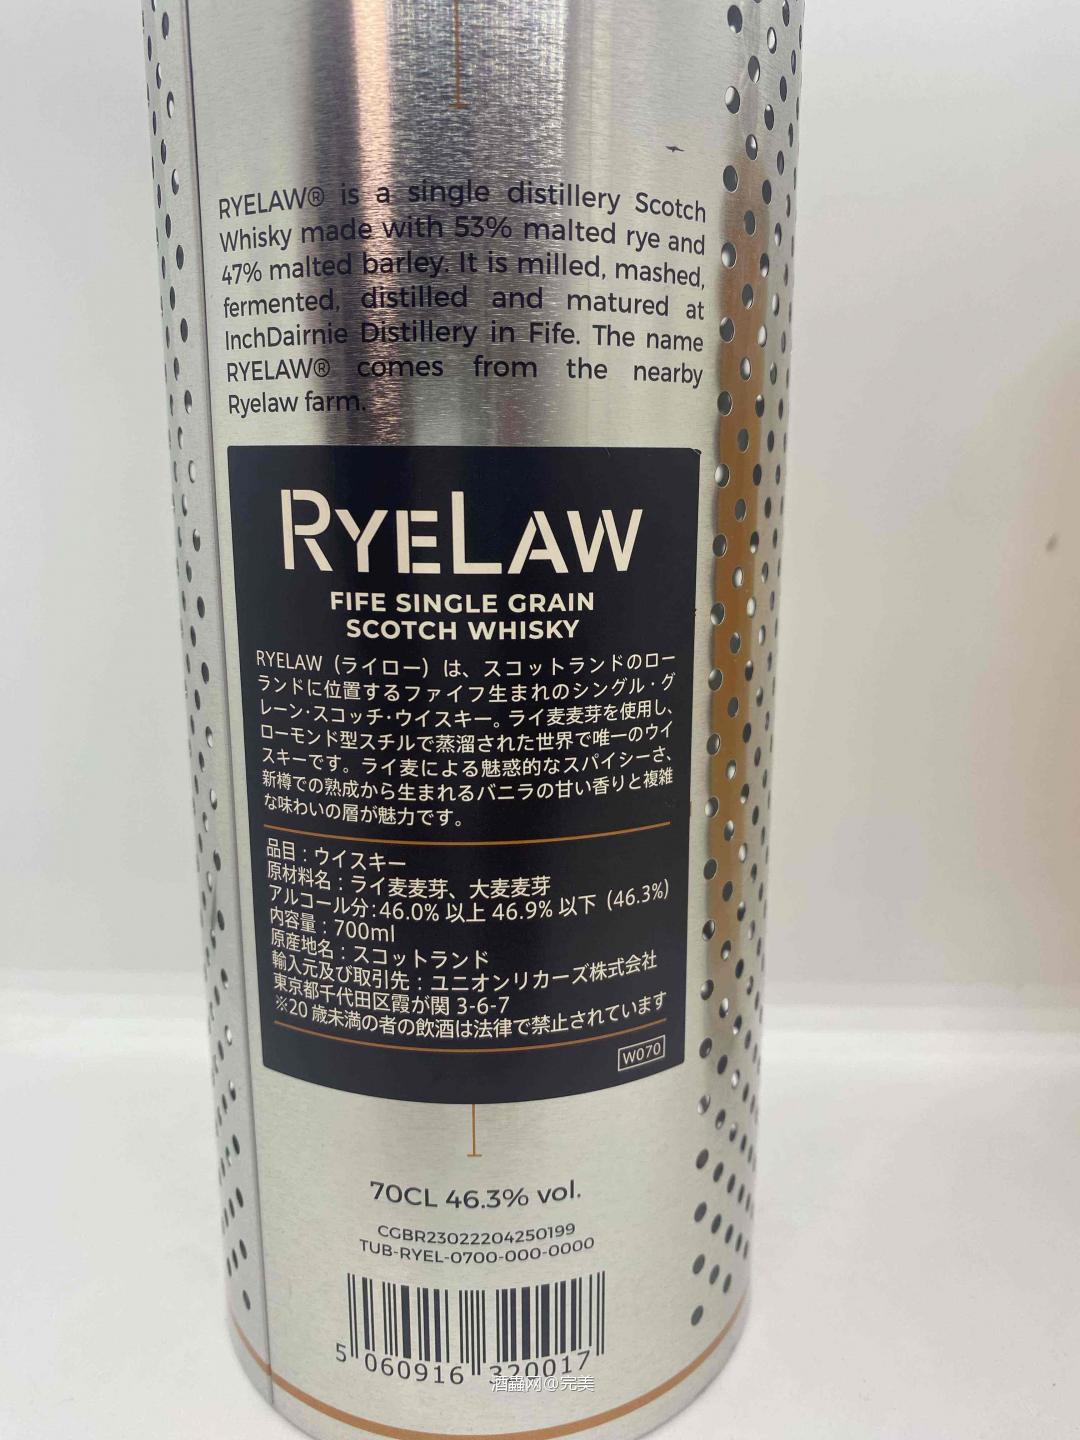 RYELAW® is a single distillery Scotch
Whisky made with 53% malted rye and
47% malted barley. It is milled, mashed,
fermented, distilled and matured at
InchDairnie Distillery in Fife. The name
RYELAW® comes from the nearby
Ryelaw farm.
RYELAW
FIFE SINGLE GRAIN
SCOTCH WHISKY
RYELAW（ライロー）は、スコットランドのロー
ランドに位置するファイフ生まれのシングル・グ
レーン・スコッチ・ウイスキー。ライ麦麦芽を使用し、
ローモンド型スチルで蒸溜された世界で唯一のウイ
スキーです。ライ麦による魅惑的なスパイシーさ、
新樽での熟成から生まれるバニラの甘い香りと複雑
な味わいの層が魅力です。
品目：ウイスキー
原材料名：ライ麦麦芽、大麦麦芽
アルコール分：46.0% 以上 46.9% 以下（46.3%）
内容量：700ml
原産地名：スコットランド
輸入元及び取引先：ユニオンリカーズ株式会社
東京都千代田区霞が関 3-6-7
※20 歳未満の者の飲酒は法律で禁止されています
W070
70CL 46.3% vol.
CGBR23022204250199
TUB-RYEL-0700-000-0000
5 060916 320017
酒蟲网@完美